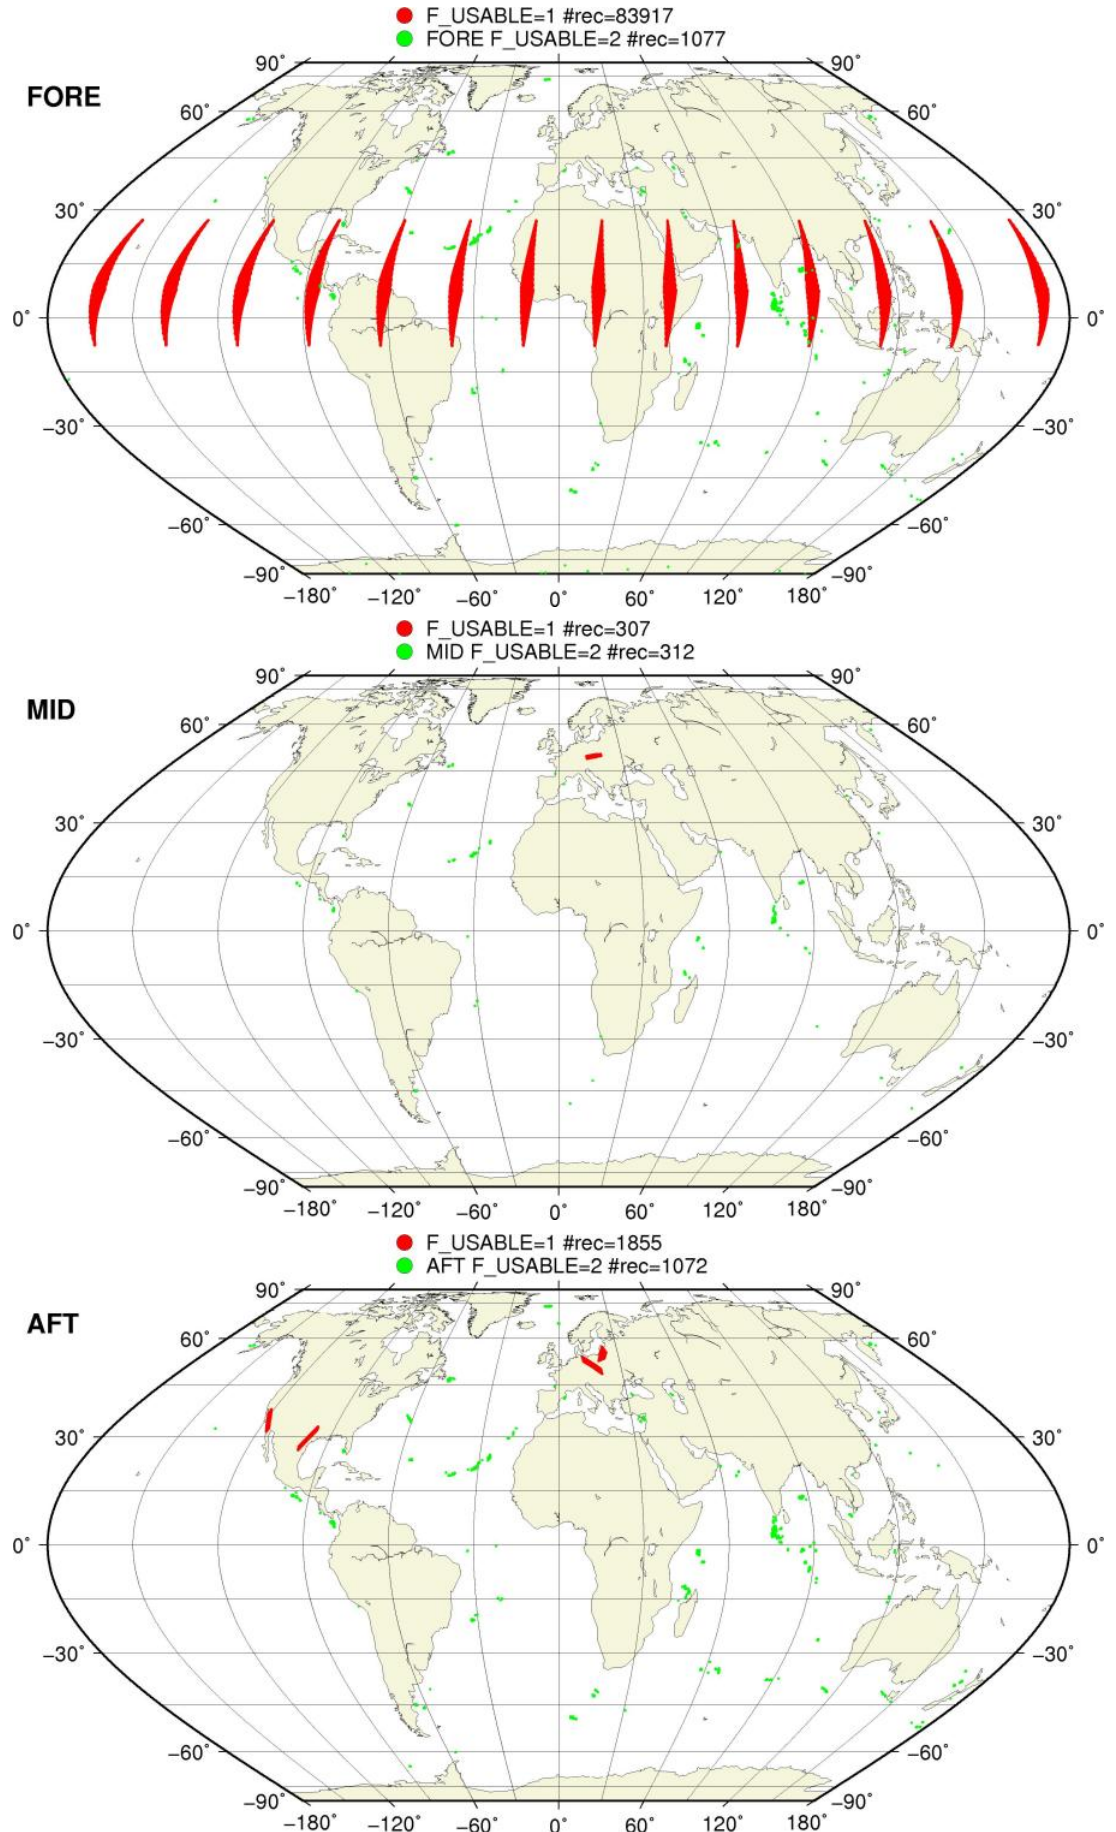 F_USABLE=1 #rec=83917
FORE F_USABLE=2 #rec=1077
FORE
90˚ 90˚
60˚ 60˚
30˚ 30˚
0˚ 0˚
−30˚ −30˚
−60˚ −60˚
−90˚ −90˚
−180˚ −120˚ −60˚ 0˚ 60˚ 120˚ 180˚
F_USABLE=1 #rec=307
MID F_USABLE=2 #rec=312
MID
90˚ 90˚
60˚ 60˚
30˚ 30˚
0˚ 0˚
−30˚ −30˚
−60˚ −60˚
−90˚ −90˚
−180˚ −120˚ −60˚ 0˚ 60˚ 120˚ 180˚
F_USABLE=1 #rec=1855
AFT F_USABLE=2 #rec=1072
AFT
90˚ 90˚
60˚ 60˚
30˚ 30˚
0˚ 0˚
−30˚ −30˚
−60˚ −60˚
−90˚ −90˚
−180˚ −120˚ −60˚ 0˚ 60˚ 120˚ 180˚